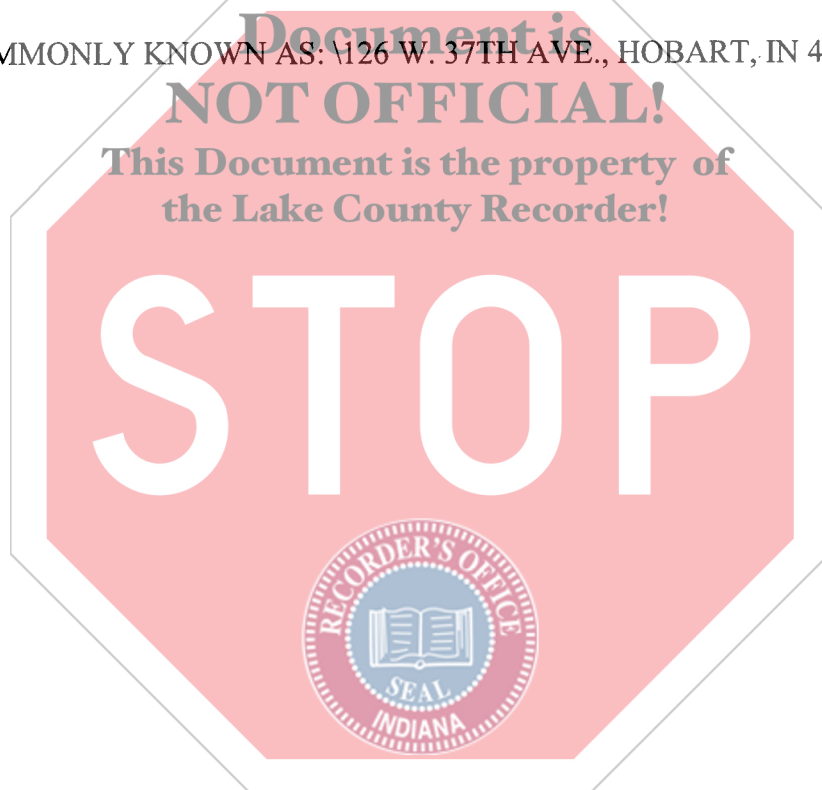 Document is
MMONLY KNOWN AS: \126 W. 37TH AVE., HOBART, IN 4
NOT OFFICIAL!
This Document is the property of
the Lake County Recorder!
STOP
RECORDER'S OFFICE
SEAL
INDIANA